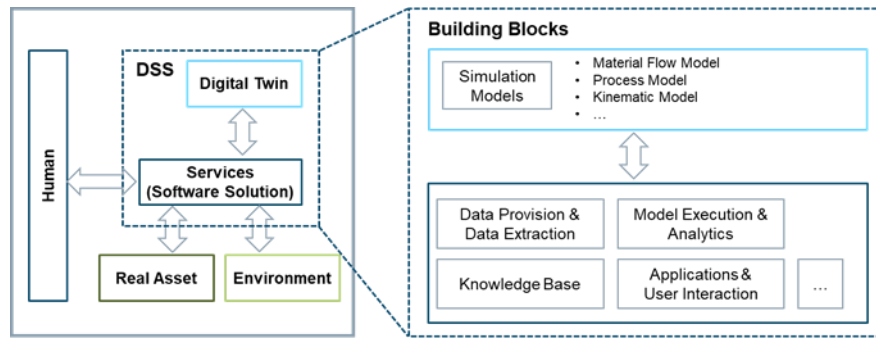 DSS
Digital Twin
Human
Services
(Software Solution)
Real Asset
Environment
Building Blocks
Simulation
Models
• Material Flow Model
• Process Model
• Kinematic Model
• ...
Data Provision &
Data Extraction
Model Execution &
Analytics
Knowledge Base
Applications &
User Interaction
...